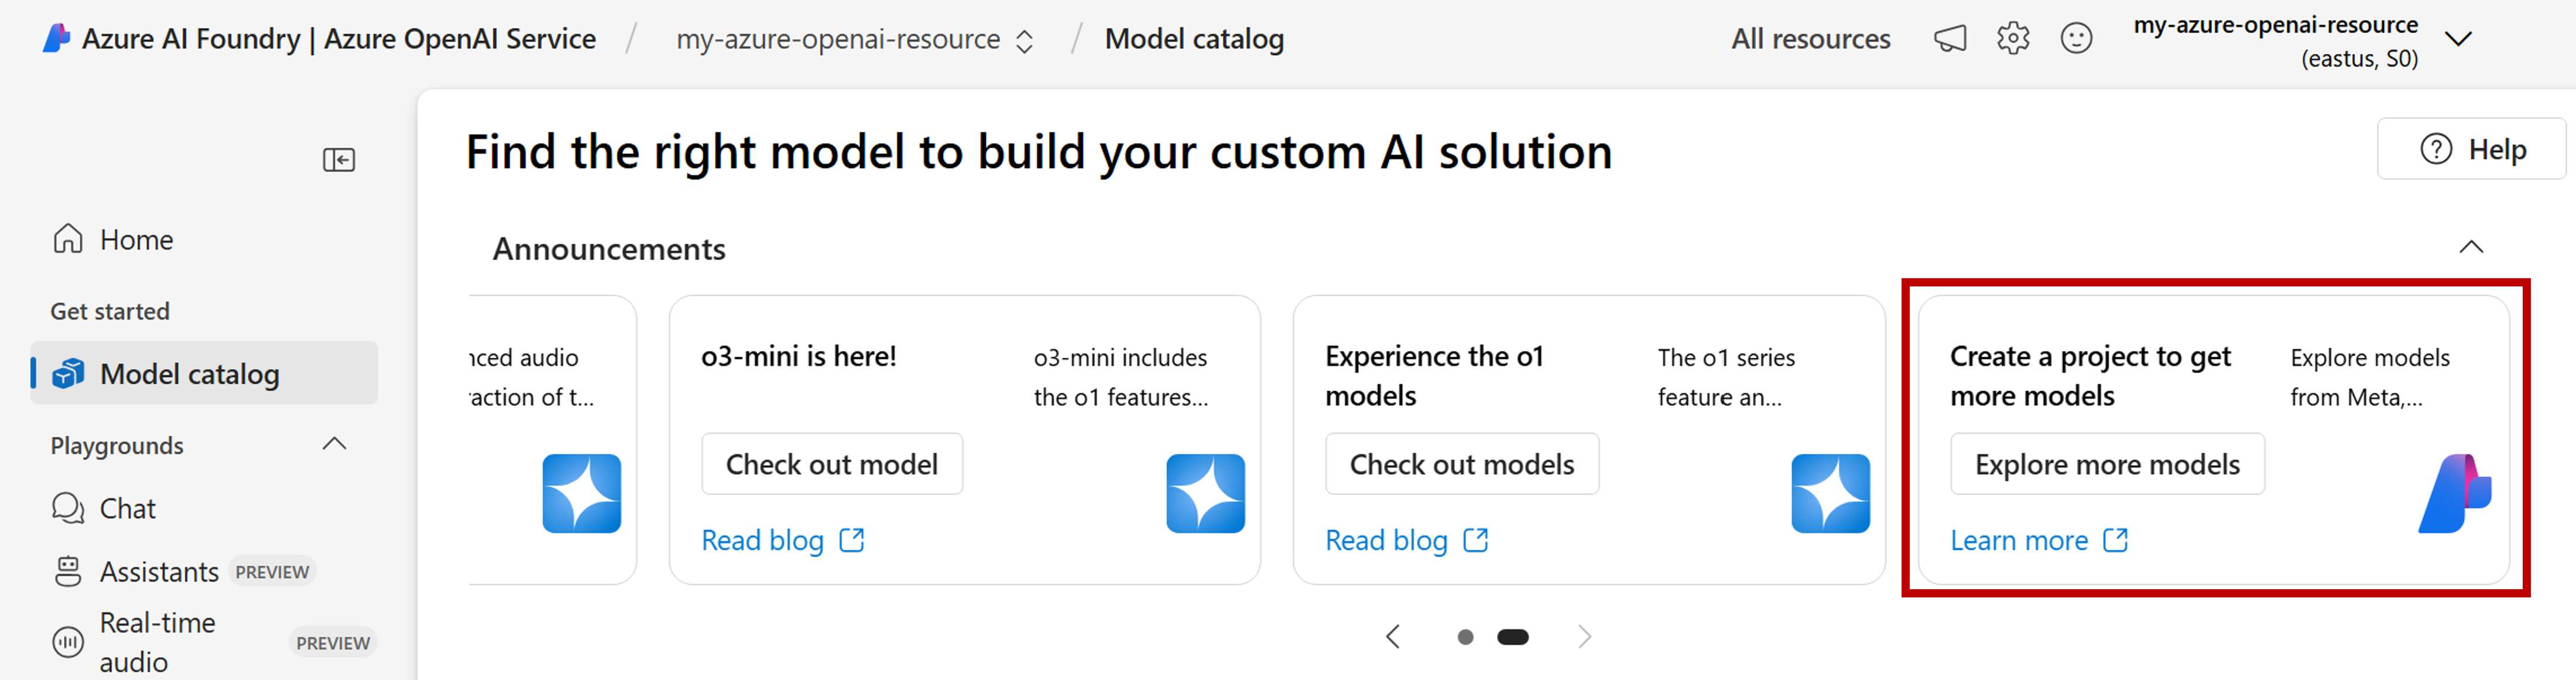 Azure AI Foundry | Azure OpenAI Service / my-azure-openai-resource / Model catalog
All resources
my-azure-openai-resource
(eastus, S0)
Home
Get started
Model catalog
Playgrounds
Chat
Assistants PREVIEW
Real-time
audio
PREVIEW
Find the right model to build your custom AI solution
Help
Announcements
audio
of t...
o3-mini is here!
o3-mini includes
the o1 features...
Check out model
Read blog
Experience the o1
models
The o1 series
feature an...
Check out models
Read blog
Create a project to get
more models
Explore models
from Meta,...
Explore more models
Learn more